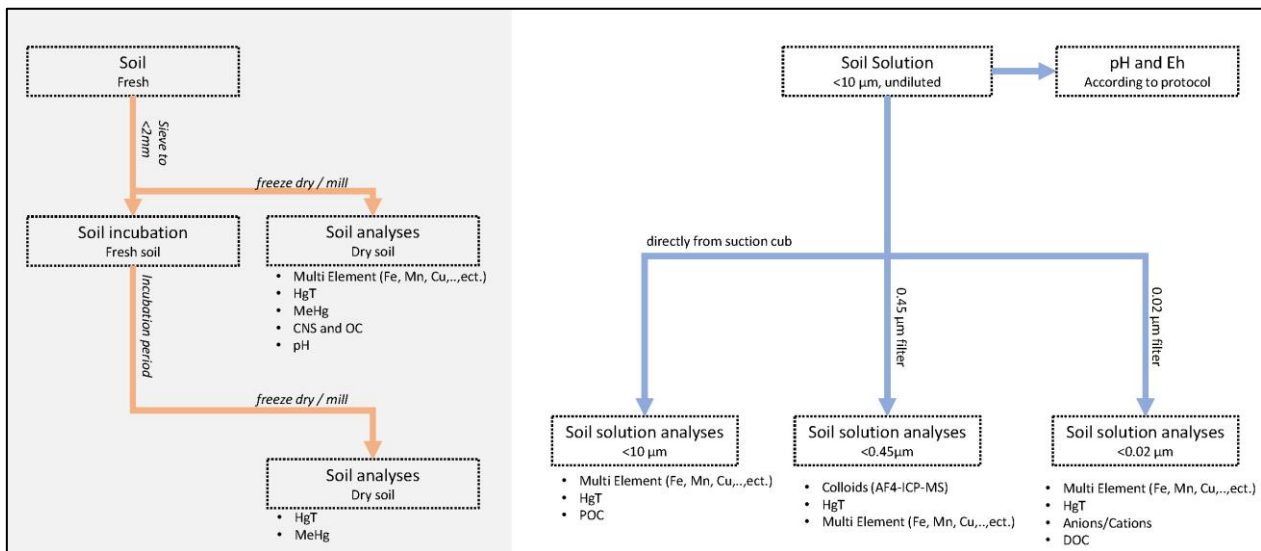 Soil
Fresh
Sieve to
<2mm
freeze dry / mill
Soil incubation
Fresh soil
Soil analyses
Dry soil
• Multi Element (Fe, Mn, Cu,..,ect.)
• HgT
• MeHg
• CNS and OC
• pH
Incubation period
freeze dry / mill
Soil analyses
Dry soil
• HgT
• MeHg
Soil Solution
<10 µm, undiluted
pH and Eh
According to protocol
directly from suction cub
0.45 µm filter
0.02 µm filter
Soil solution analyses
<10 µm
• Multi Element (Fe, Mn, Cu,..,ect.)
• HgT
• POC
Soil solution analyses
<0.45µm
• Colloids (AF4-ICP-MS)
• HgT
• Multi Element (Fe, Mn, Cu,..,ect.)
Soil solution analyses
<0.02 µm
• Multi Element (Fe, Mn, Cu,..,ect.)
• HgT
• Anions/Cations
• DOC